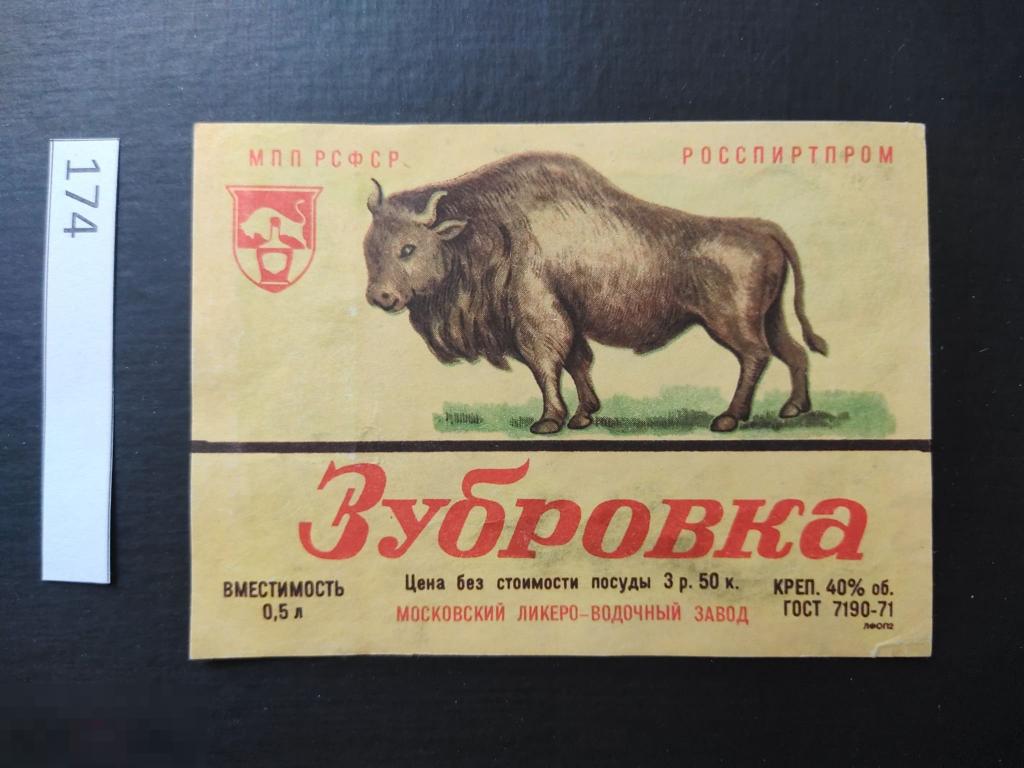 174
МПП РСФСР
РОССПИРТПРОМ
Зубровка
ВМЕСТИМОСТЬ
0,5 л
Цена без стоимости посуды 3 р. 50 к.
МОСКОВСКИЙ ЛИКЕРО-ВОДОЧНЫЙ ЗАВОД
КРЕП. 40% об.
ГОСТ 7190-71
ЛФОП2